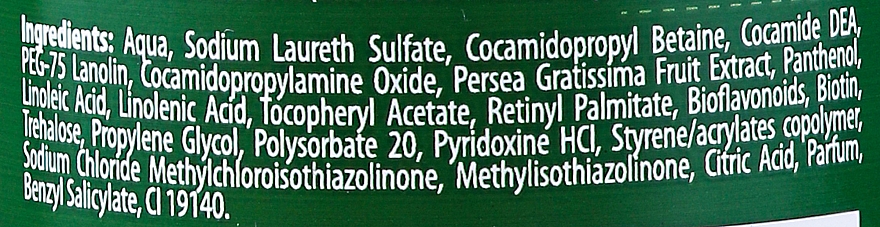 Ingredients: Aqua, Sodium Laureth Sulfate, Cocamidopropyl Betaine, Cocamide DEA,
PEG-75 Lanolin, Cocamidopropylamine Oxide, Persea Gratissima Fruit Extract, Panthenol,
Linoleic Acid, Linolenic Acid, Tocopheryl Acetate, Retinyl Palmitate, Bioflavonoids, Biotin,
Trehalose, Propylene Glycol, Polysorbate 20, Pyridoxine HCl, Styrene/acrylates copolymer,
Sodium Chloride Methylchloroisothiazolinone, Methylisothiazolinone, Citric Acid, Parfum,
Benzyl Salicylate, CI 19140.